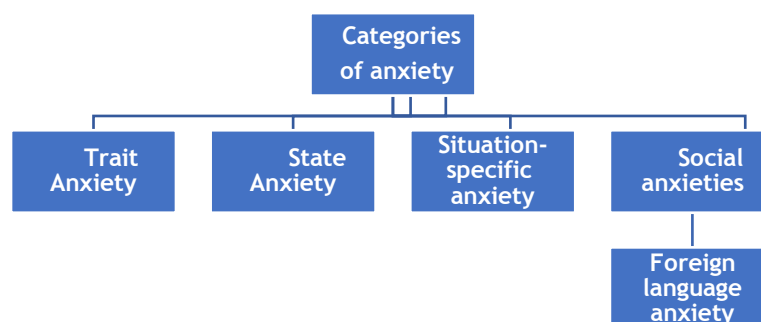 Categories
of anxiety
Trait
Anxiety
State
Anxiety
Situation-
specific
anxiety
Social
anxieties
Foreign
language
anxiety